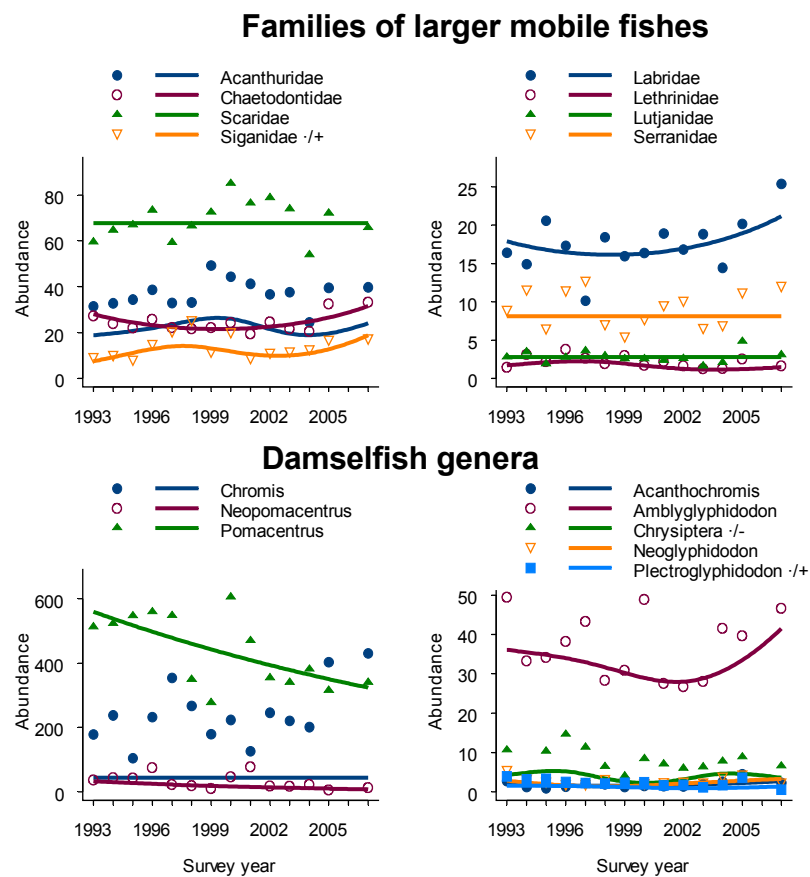 Families of larger mobile fishes
Acanthuridae
Chaetodontidae
Scaridae
Siganidae ·/+
Labridae
Lethrinidae
Lutjanidae
Serranidae
Abundance
80
60
40
20
0
1993 1996 1999 2002 2005
Abundance
25
20
15
10
5
0
1993 1996 1999 2002 2005
Damselfish genera
Chromis
Neopomacentrus
Pomacentrus
Acanthochromis
Amblyglyphidodon
Chrysiptera ·/-
Neoglyphidodon
Plectroglyphidodon ·/+
Abundance
600
400
200
0
1993 1996 1999 2002 2005
Survey year
Abundance
50
40
30
20
10
0
1993 1996 1999 2002 2005
Survey year